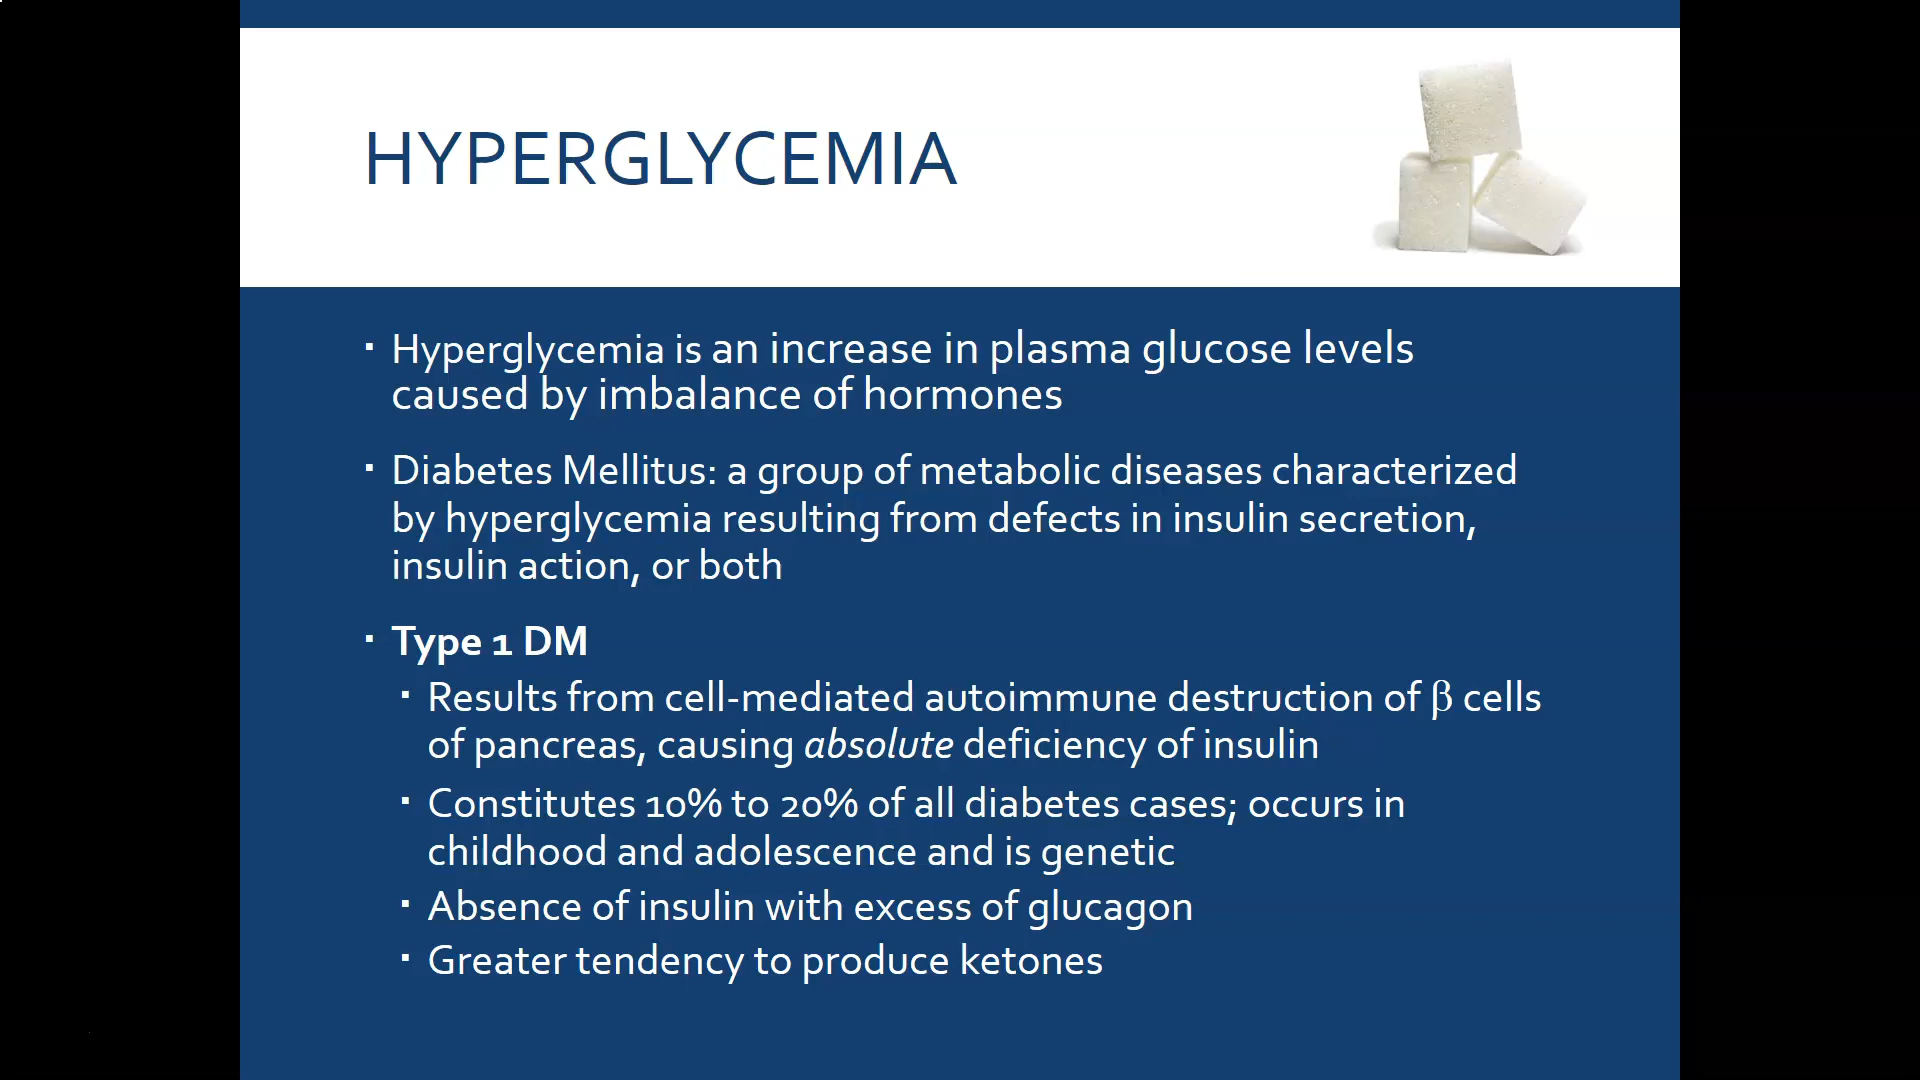 HYPERGLYCEMIA
▪ Hyperglycemia is an increase in plasma glucose levels
caused by imbalance of hormones
▪ Diabetes Mellitus: a group of metabolic diseases characterized
by hyperglycemia resulting from defects in insulin secretion,
insulin action, or both
▪ Type 1 DM
▪ Results from cell-mediated autoimmune destruction of β cells
of pancreas, causing absolute deficiency of insulin
▪ Constitutes 10% to 20% of all diabetes cases; occurs in
childhood and adolescence and is genetic
▪ Absence of insulin with excess of glucagon
▪ Greater tendency to produce ketones